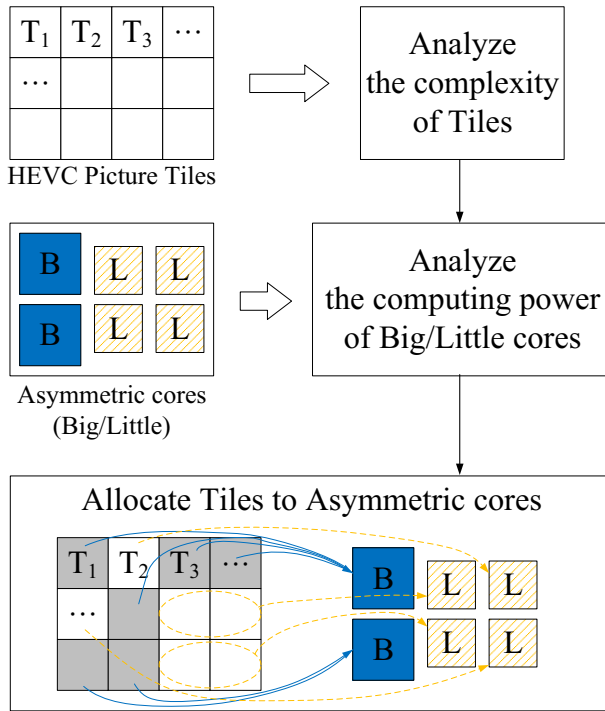 T1 T2 T3 ...
...
HEVC Picture Tiles
Analyze
the complexity
of Tiles
B L L
B L L
Asymmetric cores
(Big/Little)
Analyze
the computing power
of Big/Little cores
Allocate Tiles to Asymmetric cores
T1 T2 T3 ...
...
B L L
B L L